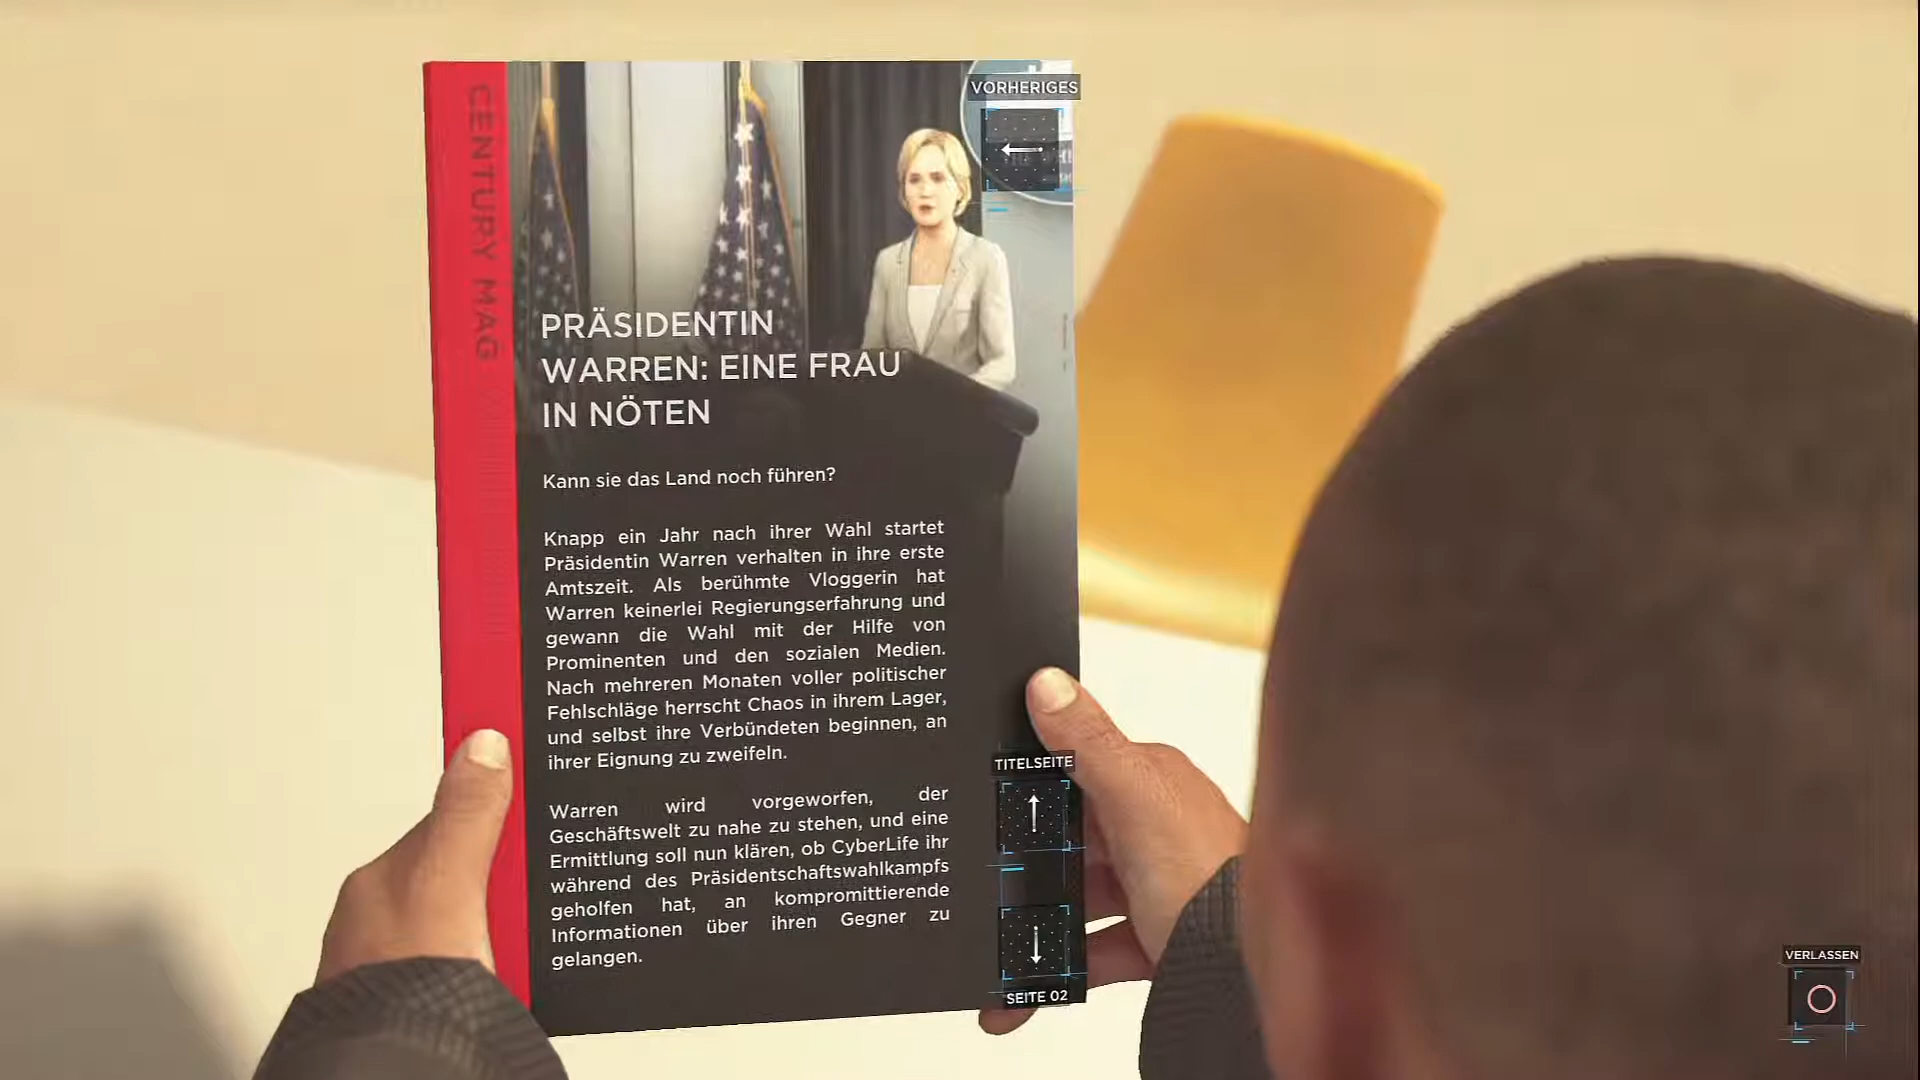 CENTURY MAG
VORHERIGES
PRÄSIDENTIN
WARREN: EINE FRAU
IN NÖTEN
Kann sie das Land noch führen?
Knapp ein Jahr nach ihrer Wahl startet
Präsidentin Warren verhalten in ihre erste
Amtszeit. Als berühmte Vloggerin hat
Warren keinerlei Regierungserfahrung und
gewann die Wahl mit der Hilfe von
Prominenten und den sozialen Medien.
Nach mehreren Monaten voller politischer
Fehlschläge herrscht Chaos in ihrem Lager,
und selbst ihre Verbündeten beginnen, an
ihrer Eignung zu zweifeln.
Warren wird vorgeworfen, der
Geschäftswelt zu nahe zu stehen, und eine
Ermittlung soll nun klären, ob CyberLife ihr
während des Präsidentschaftswahlkampfs
geholfen hat, an kompromittierende
Informationen über ihren Gegner zu
gelangen.
TITELSEITE
SEITE 02
VERLASSEN